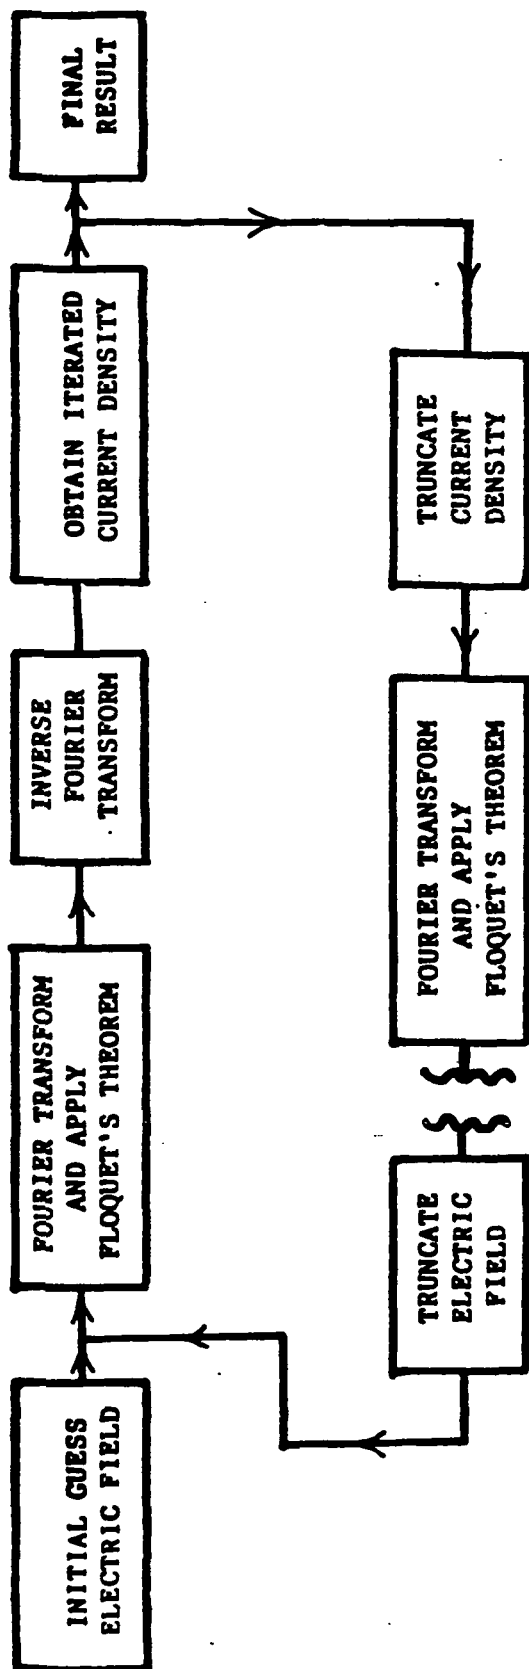 INITIAL GUESS
ELECTRIC FIELD
FOURIER TRANSFORM
AND APPLY
FLOQUET'S THEOREM
INVERSE
FOURIER
TRANSFORM
OBTAIN ITERATED
CURRENT DENSITY
FINAL
RESULT
TRUNCATE
CURRENT
DENSITY
FOURIER TRANSFORM
AND APPLY
FLOQUET'S THEOREM
TRUNCATE
ELECTRIC
FIELD